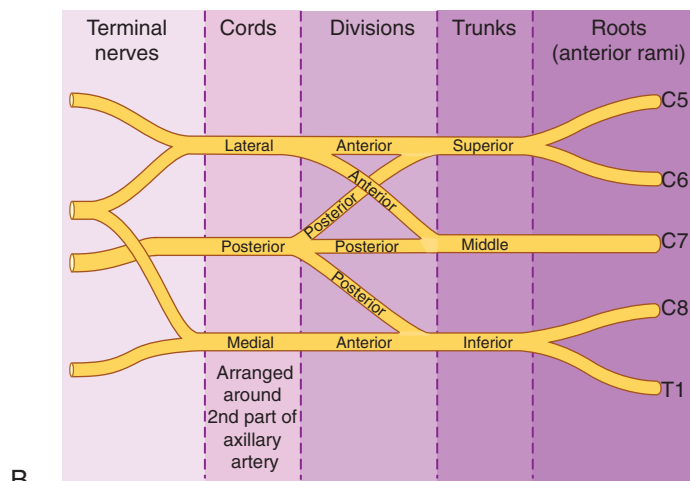 Terminal
nerves
Cords
Divisions
Trunks
Roots
(anterior rami)
C5
Lateral
Anterior
Superior
C6
Anterior
Posterior
Posterior
Posterior
Middle
C7
Posterior
C8
Medial
Anterior
Inferior
Arranged
around
2nd part of
axillary
artery
T1
B